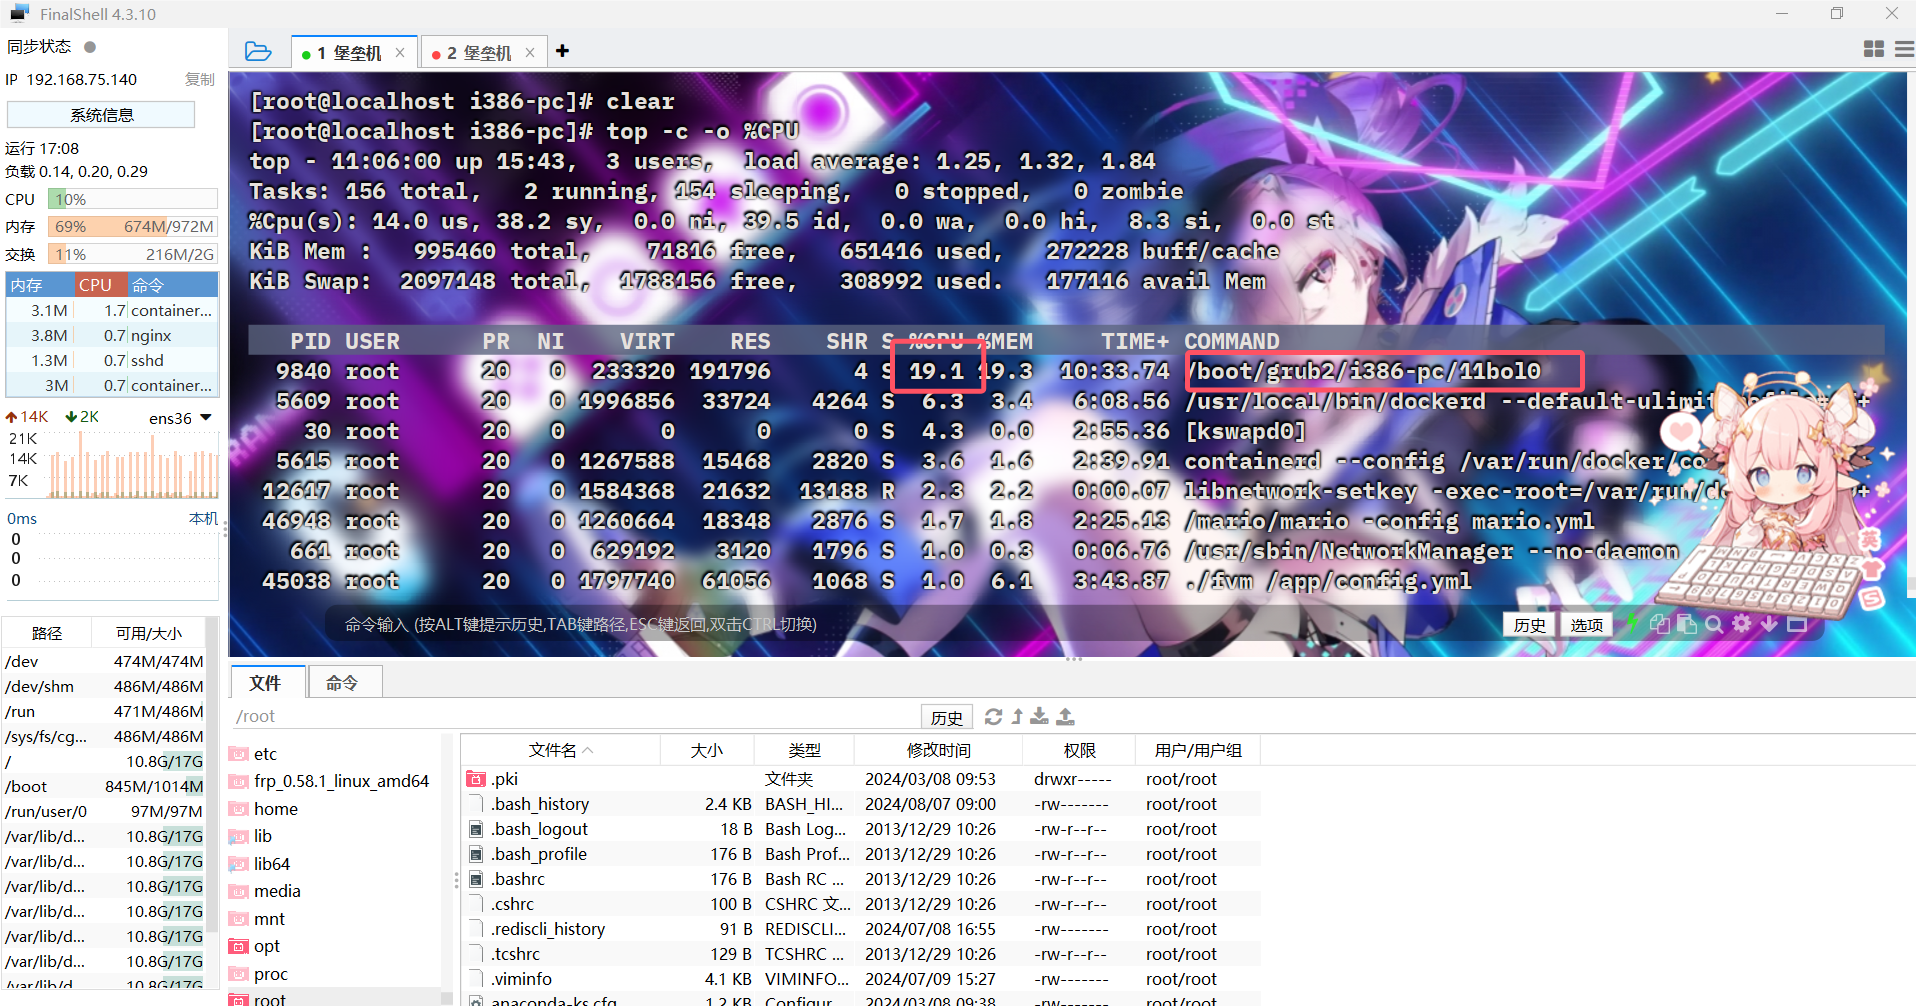 FinalShell 4.3.10
同步状态
IP 192.168.75.140 复制
系统信息
运行 17:08
负载 0.14, 0.20, 0.29
CPU 10%
内存 69% 674M/972M
交换 11% 216M/2G
内存 CPU 命令
3.1M 1.7 container...
3.8M 0.7 nginx
1.3M 0.7 sshd
3M 0.7 container...
14K 2K ens36
21K
14K
7K
0ms 本机
0
0
0
路径 可用/大小
/dev 474M/474M
/dev/shm 486M/486M
/run 471M/486M
/sys/fs/cg... 486M/486M
/ 10.8G/17G
/boot 845M/1014M
/run/user/0 97M/97M
/var/lib/d... 10.8G/17G
/var/lib/d... 10.8G/17G
/var/lib/d... 10.8G/17G
/var/lib/d... 10.8G/17G
/var/lib/d... 10.8G/17G
/var/lib/d... 10.8G/17G
/var/lib/d... 10.8G/17G
1 堡垒机
2 堡垒机
[root@localhost i386-pc]# clear
[root@localhost i386-pc]# top -c -o %CPU
top - 11:06:00 up 15:43,  3 users,  load average: 1.25, 1.32, 1.84
Tasks: 156 total,   2 running, 154 sleeping,   0 stopped,   0 zombie
%Cpu(s): 14.0 us, 38.2 sy,  0.0 ni, 39.5 id,  0.0 wa,  0.0 hi,  8.3 si,  0.0 st
KiB Mem :   995460 total,    71816 free,   651416 used,   272228 buff/cache
KiB Swap:  2097148 total,  1788156 free,   308992 used.   177116 avail Mem
PID USER PR NI VIRT RES SHR S %CPU %MEM TIME+ COMMAND
9840 root 20 0 233320 191796 4 S 19.1 19.3 10:33.74 /boot/grub2/i386-pc/11bol0
5609 root 20 0 1996856 33724 4264 S 6.3 3.4 6:08.56 /usr/local/bin/dockerd --default-ulimit
30 root 20 0 0 0 0 S 4.3 0.0 2:55.36 [kswapd0]
5615 root 20 0 1267588 15468 2820 S 3.6 1.6 2:39.91 containerd --config /var/run/docker/co
12617 root 20 0 1584368 21632 13188 R 2.3 2.2 0:00.07 libnetwork-setkey -exec-root=/var/run/
46948 root 20 0 1260664 18348 2876 S 1.7 1.8 2:25.13 /mario/mario -config mario.yml
661 root 20 0 629192 3120 1796 S 1.0 0.3 0:06.76 /usr/sbin/NetworkManager --no-daemon
45038 root 20 0 1797740 61056 1068 S 1.0 6.1 3:43.87 ./fvm /app/config.yml
英
S
命令输入 (按ALT键提示历史,TAB键路径,ESC键返回,双击CTRL切换)
历史 选项
文件 命令
/root 历史
etc
frp_0.58.1_linux_amd64
home
lib
lib64
media
mnt
opt
proc
root
文件名 大小 类型 修改时间 权限 用户/用户组
.pki 文件夹 2024/03/08 09:53 drwxr----- root/root
.bash_history 2.4 KB BASH_HI... 2024/08/07 09:00 -rw------- root/root
.bash_logout 18 B Bash Log... 2013/12/29 10:26 -rw-r--r-- root/root
.bash_profile 176 B Bash Prof... 2013/12/29 10:26 -rw-r--r-- root/root
.bashrc 176 B Bash RC ... 2013/12/29 10:26 -rw-r--r-- root/root
.cshrc 100 B CSHRC 文... 2013/12/29 10:26 -rw-r--r-- root/root
.rediscli_history 91 B REDISCLI... 2024/07/08 16:55 -rw------- root/root
.tcshrc 129 B TCSHRC ... 2013/12/29 10:26 -rw-r--r-- root/root
.viminfo 4.1 KB VIMINFO... 2024/07/09 15:27 -rw------- root/root
anaconda-ks.cfg 1.2 KB Configur... 2024/03/08 09:38 -rw------- root/root